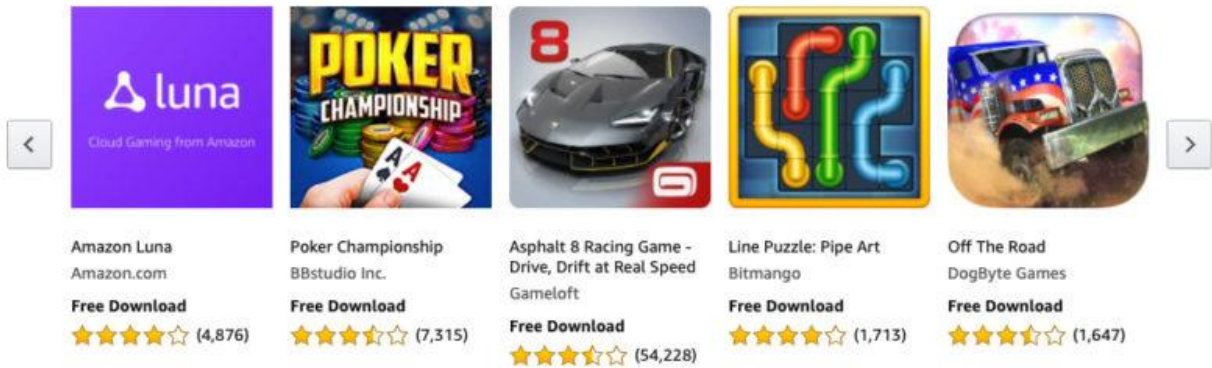 luna
Cloud Gaming from Amazon
POKER
CHAMPIONSHIP
A
A
8
Amazon Luna
Amazon.com
Free Download
(4,876)
Poker Championship
BBstudio Inc.
Free Download
(7,315)
Asphalt 8 Racing Game -
Drive, Drift at Real Speed
Gameloft
Free Download
(54,228)
Line Puzzle: Pipe Art
Bitmango
Free Download
(1,713)
Off The Road
DogByte Games
Free Download
(1,647)